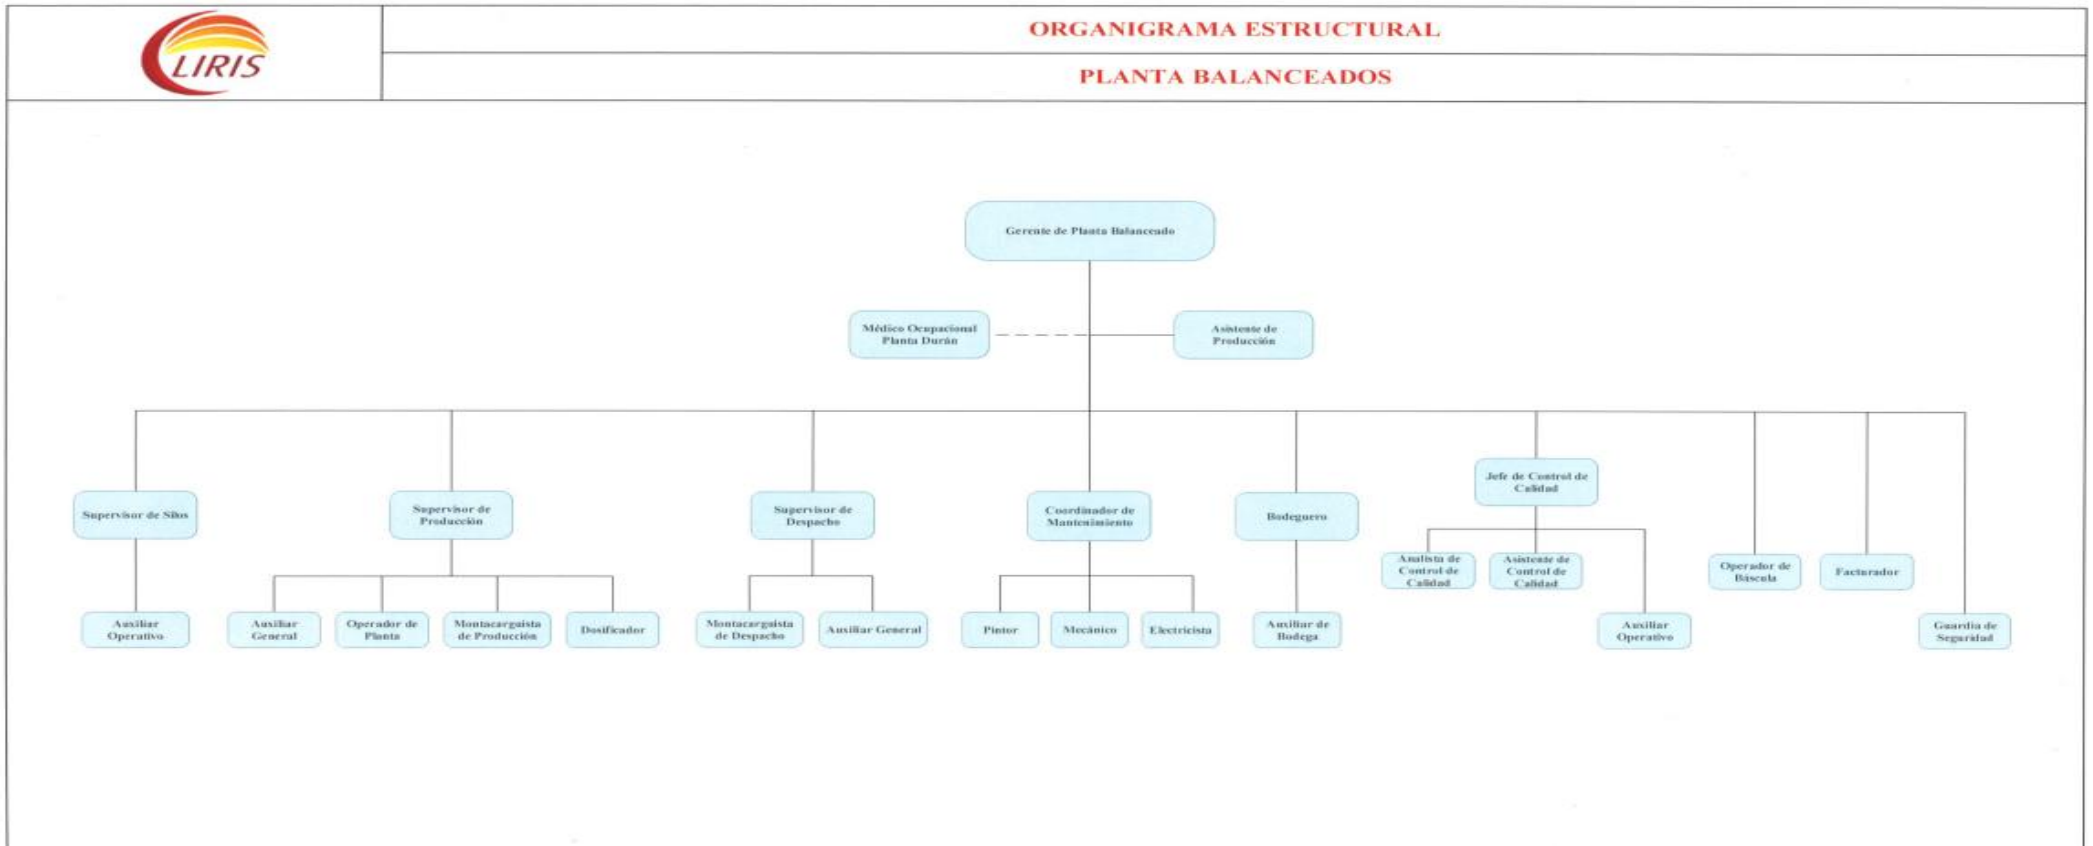 LIRIS
ORGANIGRAMA ESTRUCTURAL
PLANTA BALANCEADOS
Gerente de Planta Balanceado
Médico Ocupacional
Planta Durán
Asistente de
Producción
Supervisor de Silos
Supervisor de
Producción
Supervisor de
Despacho
Coordinador de
Mantenimiento
Bodeguero
Jefe de Control de
Calidad
Analista de
Control de
Calidad
Asistente de
Control de
Calidad
Operador de
Báscula
Facturador
Auxiliar
Operativo
Auxiliar
General
Operador de
Planta
Montacarguista
de Producción
Dosificador
Montacarguista
de Despacho
Auxiliar General
Pintor
Mecánico
Electricista
Auxiliar de
Bodega
Auxiliar
Operativo
Guardia de
Seguridad